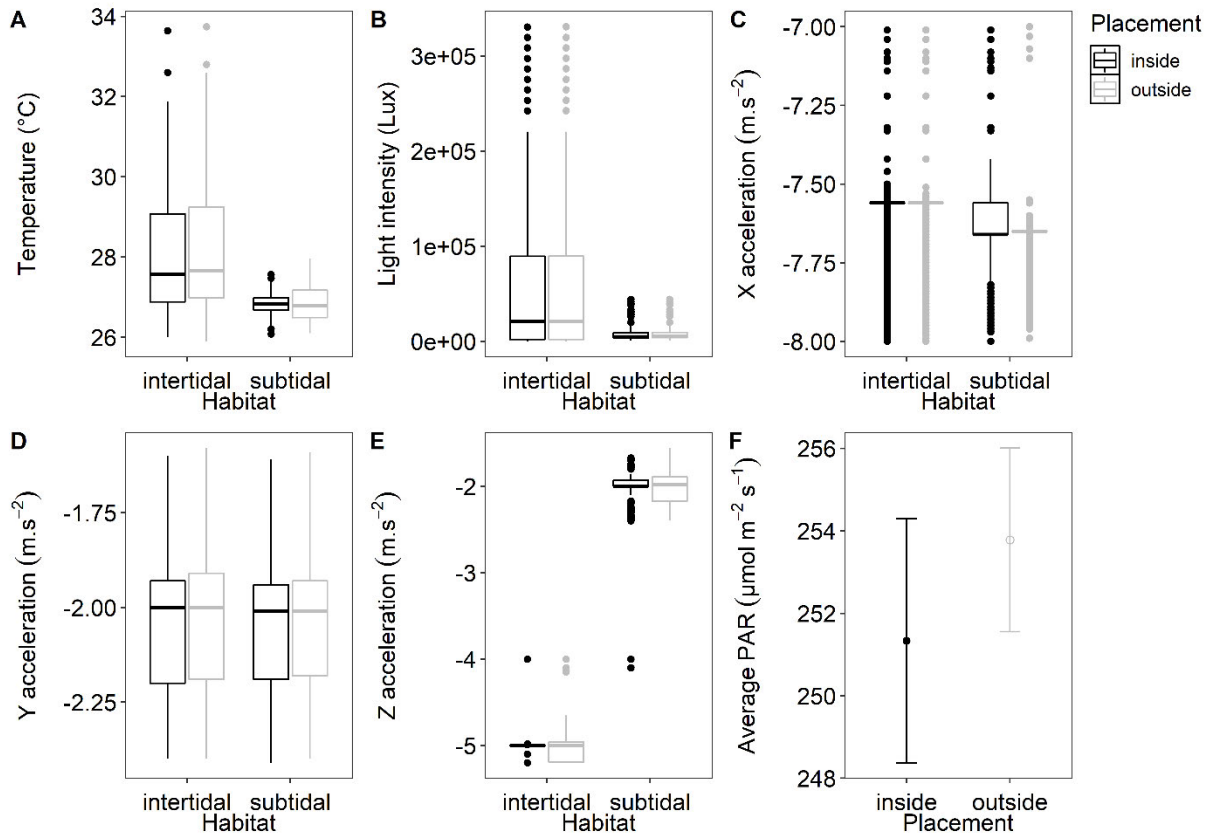 A
Temperature (°C)
34
32
30
28
26
intertidal subtidal
Habitat
B
Light intensity (Lux)
3e+05
2e+05
1e+05
0e+00
intertidal subtidal
Habitat
C
X acceleration (m.s⁻²)
-7.00
-7.25
-7.50
-7.75
-8.00
intertidal subtidal
Habitat
Placement
inside
outside
D
Y acceleration (m.s⁻²)
-1.75
-2.00
-2.25
intertidal subtidal
Habitat
E
Z acceleration (m.s⁻²)
-2
-3
-4
-5
intertidal subtidal
Habitat
F
Average PAR (μmol m⁻² s⁻¹)
256
254
251
250
248
inside outside
Placement